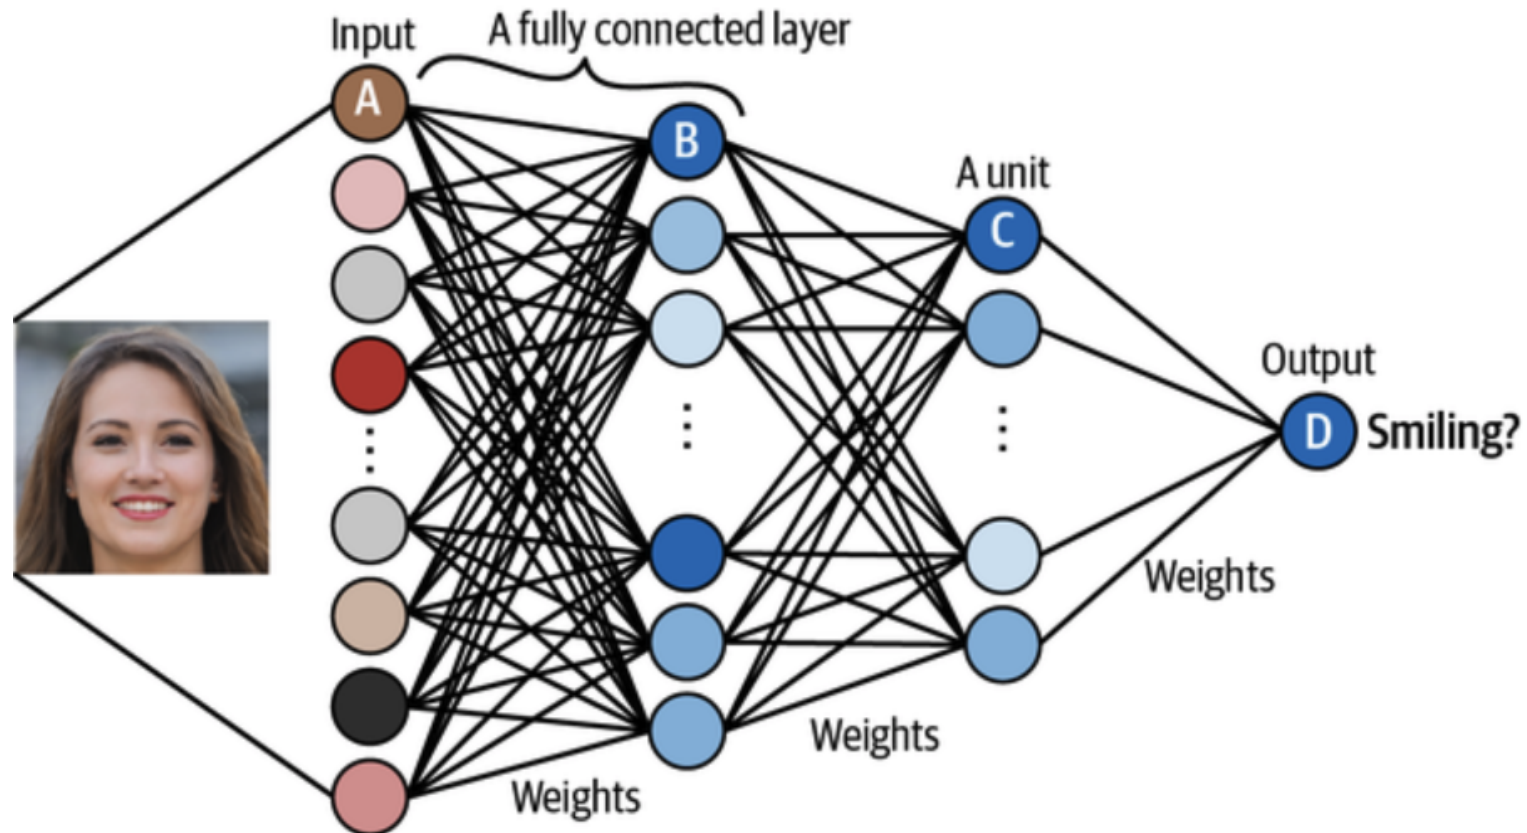 Input
A fully connected layer
A
B
A unit
C
Output
D Smiling?
Weights
Weights
Weights